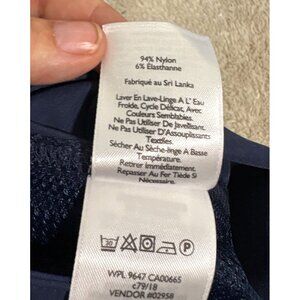 94% Nylon
6% Élasthanne
Fabriqué au Sri Lanka
Laver En Lave-Linge A L' Eau
Froide, Cycle Délicat, Avec
Couleurs Semblables.
Ne Pas Utiliser De Javellisant.
Ne Pas Utiliser D'Assouplissants
Textiles.
Sécher Au Sèche-linge A Basse
Température.
Retirer Immédiatement.
Repasser Au Fer Tiède Si
Nécessaire.
WPL 9647 CA00665
c79/18
VENDOR #02958